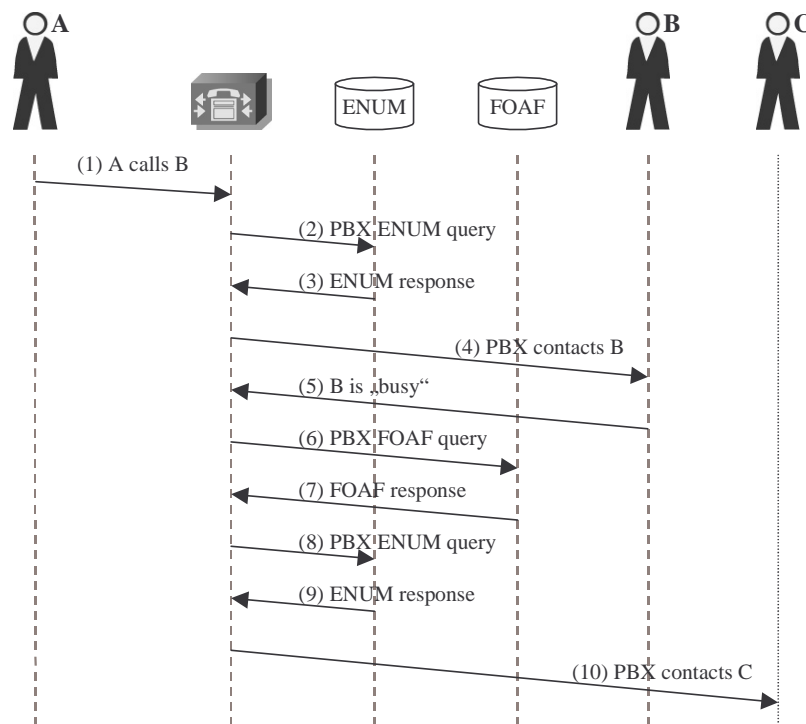 A
B
C
ENUM
FOAF
(1) A calls B
(2) PBX ENUM query
(3) ENUM response
(4) PBX contacts B
(5) B is „busy“
(6) PBX FOAF query
(7) FOAF response
(8) PBX ENUM query
(9) ENUM response
(10) PBX contacts C